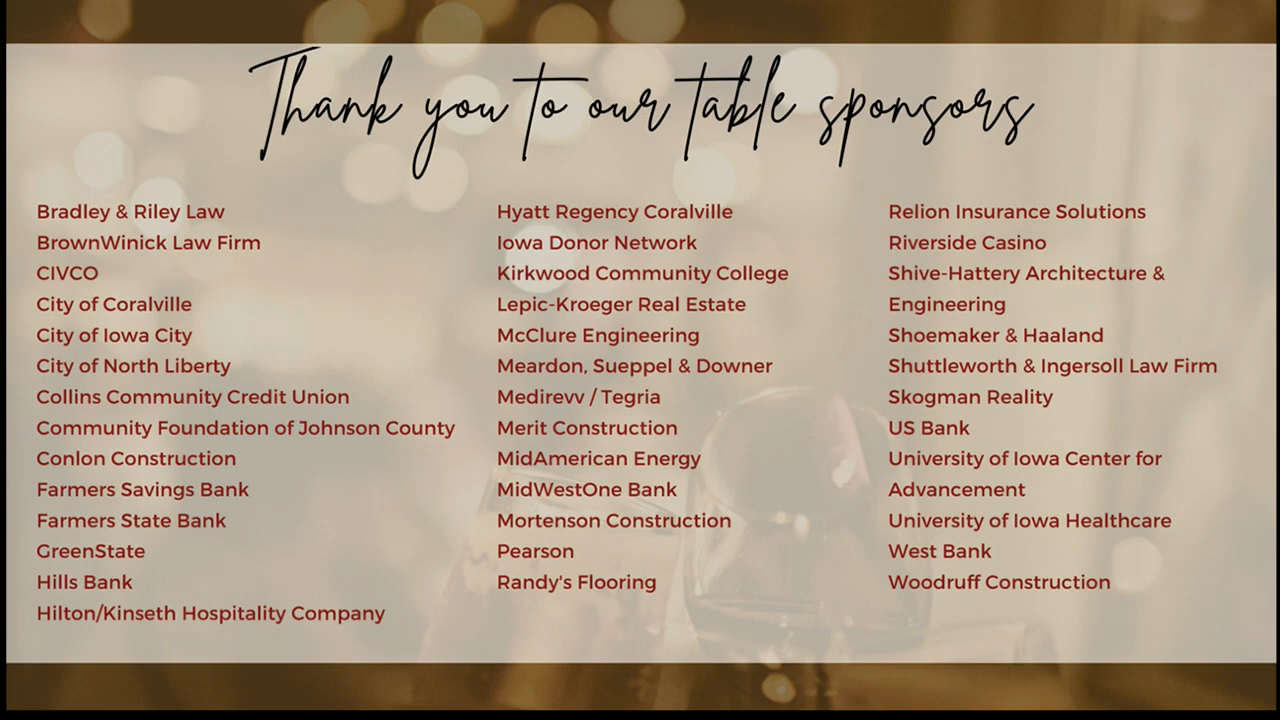 Thank you to our table sponsors
Bradley & Riley Law
BrownWinick Law Firm
CIVCO
City of Coralville
City of Iowa City
City of North Liberty
Collins Community Credit Union
Community Foundation of Johnson County
Conlon Construction
Farmers Savings Bank
Farmers State Bank
GreenState
Hills Bank
Hilton/Kinseth Hospitality Company
Hyatt Regency Coralville
Iowa Donor Network
Kirkwood Community College
Lepic-Kroeger Real Estate
McClure Engineering
Meardon, Sueppel & Downer
Medirevv / Tegria
Merit Construction
MidAmerican Energy
MidWestOne Bank
Mortenson Construction
Pearson
Randy's Flooring
Relion Insurance Solutions
Riverside Casino
Shive-Hattery Architecture &
Engineering
Shoemaker & Haaland
Shuttleworth & Ingersoll Law Firm
Skogman Reality
US Bank
University of Iowa Center for
Advancement
University of Iowa Healthcare
West Bank
Woodruff Construction